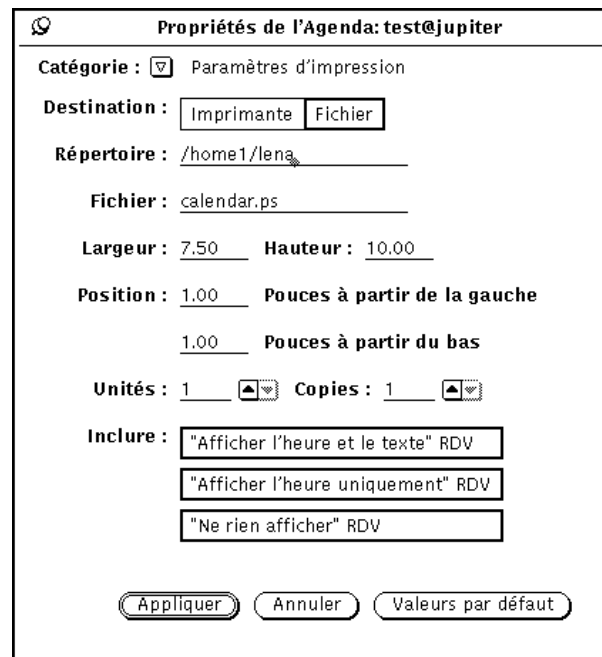 Propriétés de l'Agenda: test@jupiter
Catégorie : Paramètres d'impression
Destination : Imprimante Fichier
Répertoire : /home1/lena
Fichier : calendar.ps
Largeur : 7.50 Hauteur : 10.00
Position : 1.00 Pouces à partir de la gauche
1.00 Pouces à partir du bas
Unités : 1 Copies : 1
Inclure : "Afficher l'heure et le texte" RDV
"Afficher l'heure uniquement" RDV
"Ne rien afficher" RDV
Appliquer Annuler Valeurs par défaut